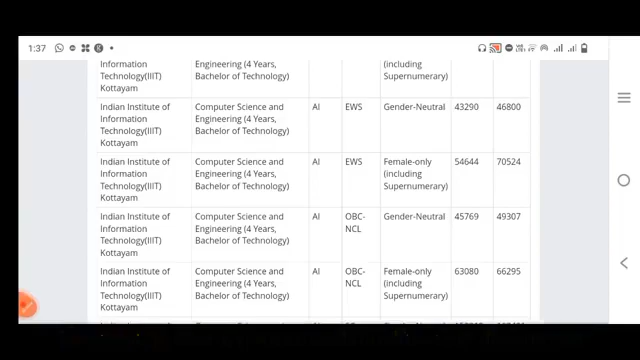 1:37
Information Engineering (4 Years, (including
Technology(IIIT) Bachelor of Technology) Supernumerary)
Kottayam
Indian Institute of Computer Science and AI EWS Gender-Neutral 43290 46800
Information Engineering (4 Years,
Technology(IIIT) Bachelor of Technology)
Kottayam
Indian Institute of Computer Science and AI EWS Female-only 54644 70524
Information Engineering (4 Years, (including
Technology(IIIT) Bachelor of Technology) Supernumerary)
Kottayam
Indian Institute of Computer Science and AI OBC- Gender-Neutral 45769 49307
Information Engineering (4 Years, NCL
Technology(IIIT) Bachelor of Technology)
Kottayam
Indian Institute of Computer Science and AI OBC- Female-only 63080 66295
Information Engineering (4 Years, NCL (including
Technology(IIIT) Bachelor of Technology) Supernumerary)
Kottayam